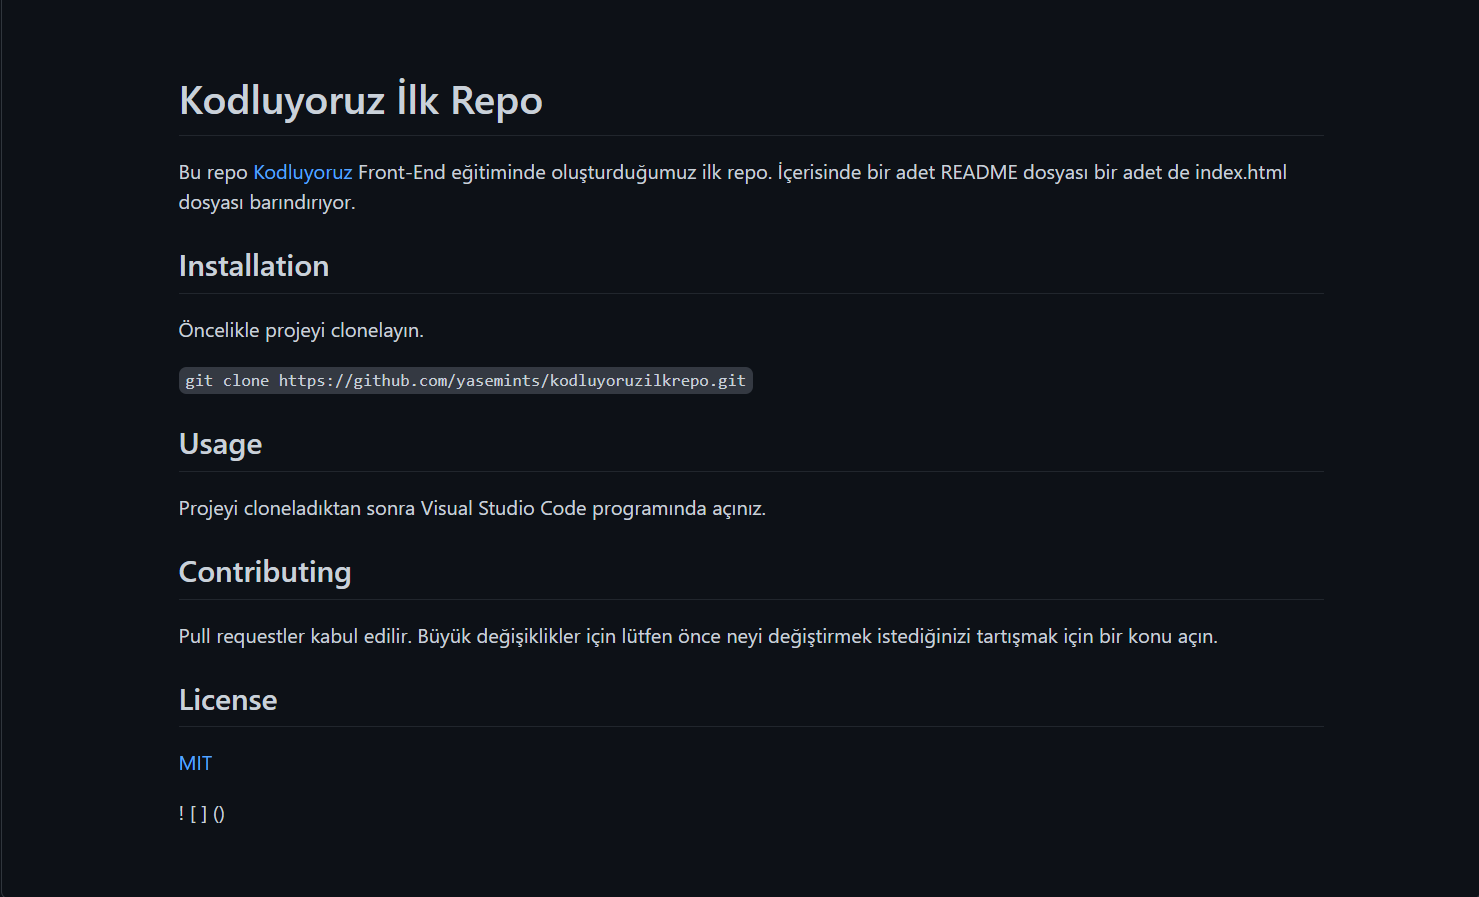 Kodluyoruz İlk Repo
Bu repo Kodluyoruz Front-End eğitiminde oluşturduğumuz ilk repo. İçerisinde bir adet README dosyası bir adet de index.html
dosyası barındırıyor.
Installation
Öncelikle projeyi clonelayın.
git clone https://github.com/yasemints/kodluyoruzilkrepo.git
Usage
Projeyi cloneladıktan sonra Visual Studio Code programında açınız.
Contributing
Pull requestler kabul edilir. Büyük değişiklikler için lütfen önce neyi değiştirmek istediğinizi tartışmak için bir konu açın.
License
MIT
! [ ] ()